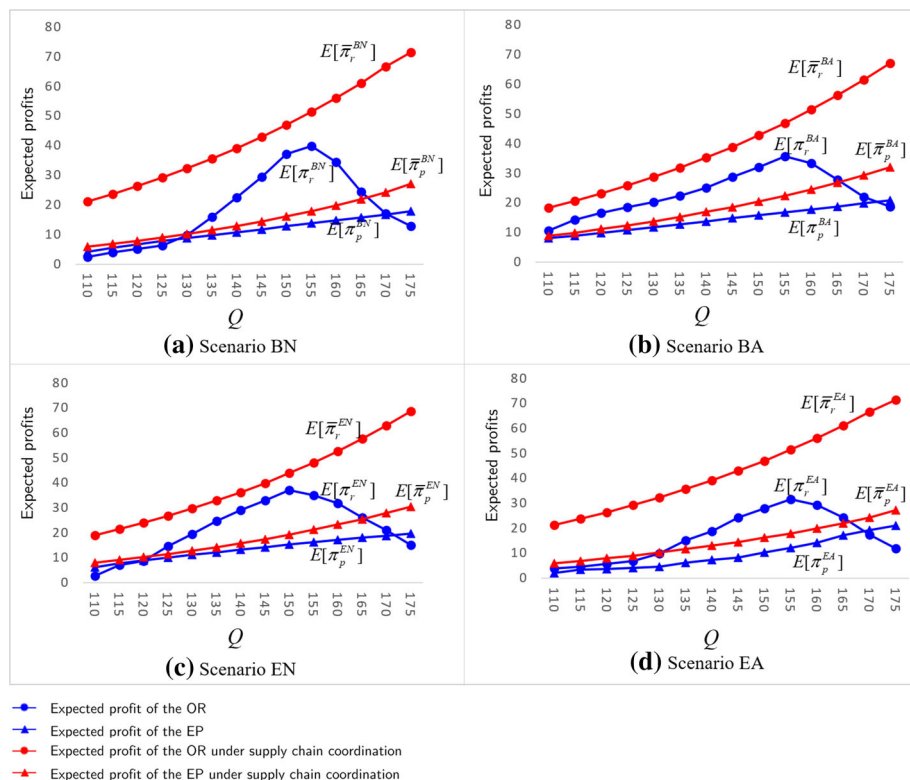 80
70
60
50
40
30
20
10
0
Expected profits
E[π̄_r^{BN}]
E[π_r^{BN}]
E[π̄_p^{BN}]
E[π_p^{BN}]
110 115 120 125 130 135 140 145 150 155 160 165 170 175
Q
(a) Scenario BN
80
70
60
50
40
30
20
10
0
Expected profits
E[π̄_r^{BA}]
E[π_r^{BA}]
E[π̄_p^{BA}]
E[π_p^{BA}]
110 115 120 125 130 135 140 145 150 155 160 165 170 175
Q
(b) Scenario BA
80
70
60
50
40
30
20
10
0
Expected profits
E[π̄_r^{EN}]
E[π_r^{EN}]
E[π̄_p^{EN}]
E[π_p^{EN}]
110 115 120 125 130 135 140 145 150 155 160 165 170 175
Q
(c) Scenario EN
80
70
60
50
40
30
20
10
0
Expected profits
E[π̄_r^{EA}]
E[π_r^{EA}]
E[π̄_p^{EA}]
E[π_p^{EA}]
110 115 120 125 130 135 140 145 150 155 160 165 170 175
Q
(d) Scenario EA
Expected profit of the OR
Expected profit of the EP
Expected profit of the OR under supply chain coordination
Expected profit of the EP under supply chain coordination